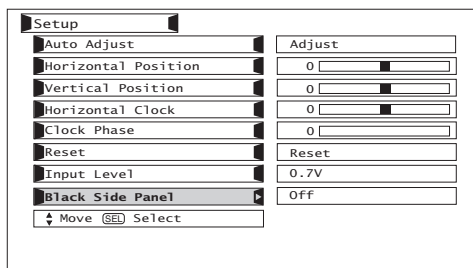 Setup
Auto Adjust Adjust
Horizontal Position 0
Vertical Position 0
Horizontal Clock 0
Clock Phase 0
Reset Reset
Input Level 0.7V
Black Side Panel Off
Move SEL Select